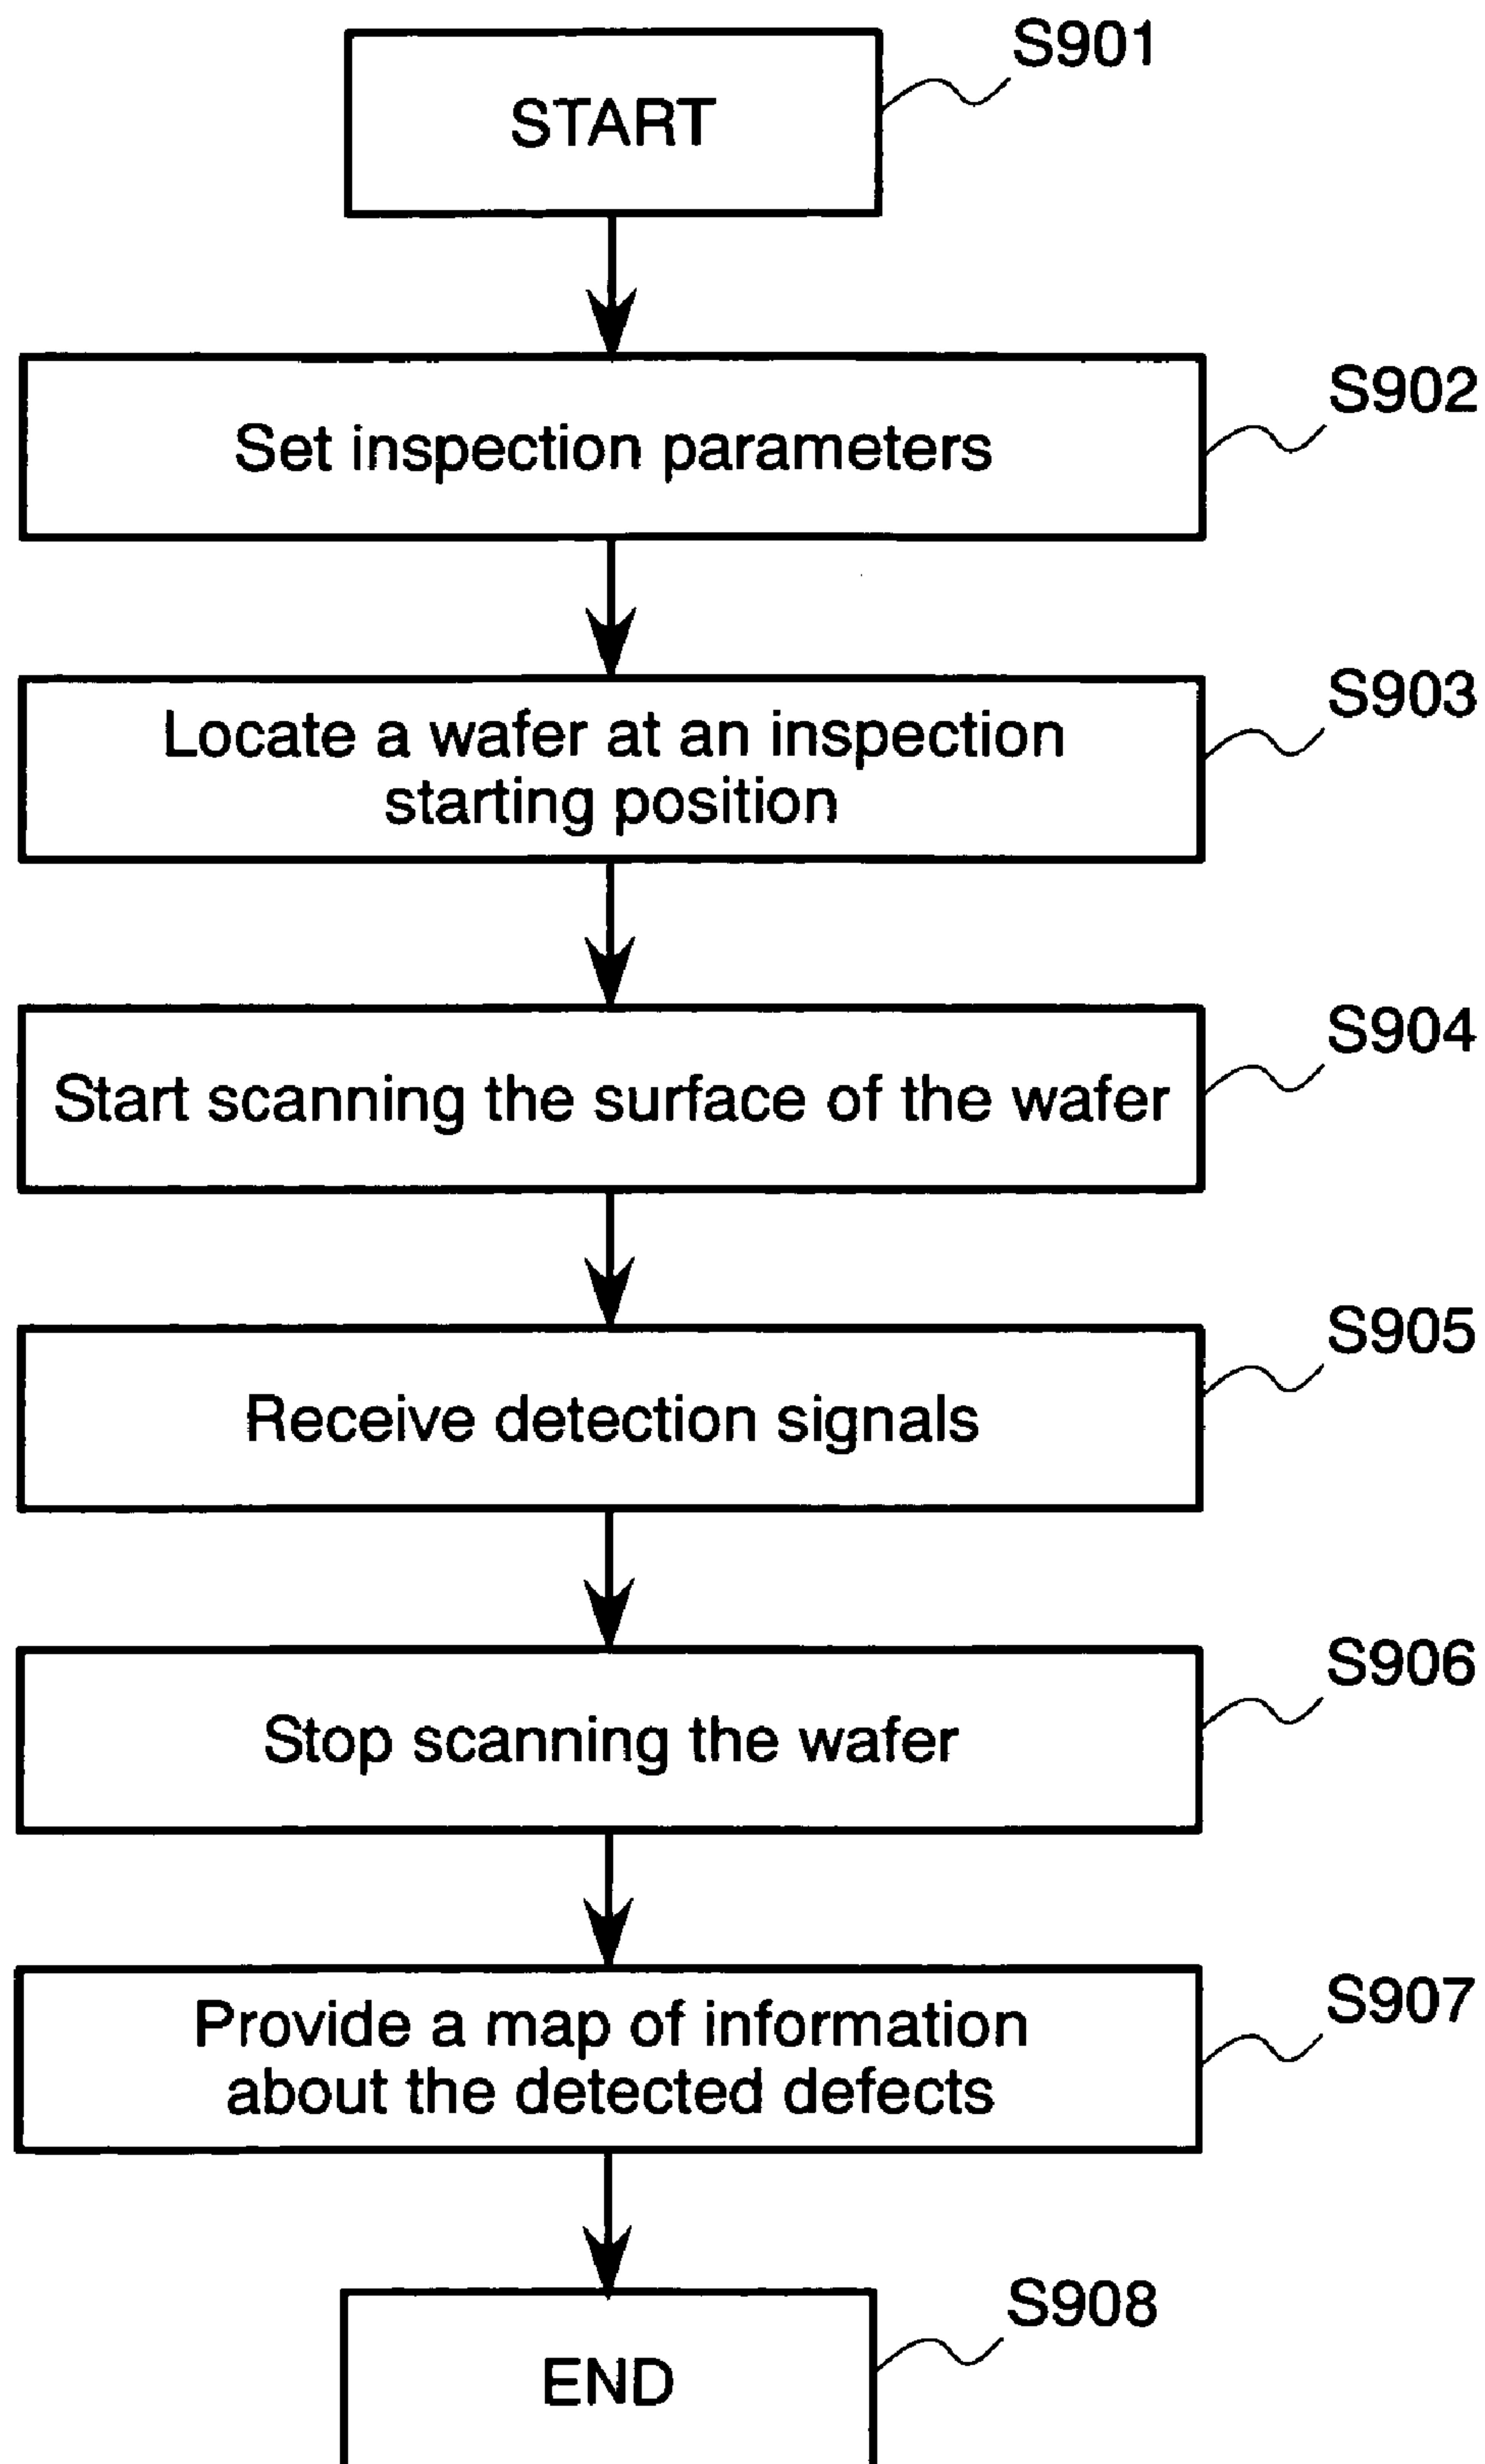 S901
START
S902
Set inspection parameters
S903
Locate a wafer at an inspection
starting position
S904
Start scanning the surface of the wafer
S905
Receive detection signals
S906
Stop scanning the wafer
S907
Provide a map of information
about the detected defects
S908
END